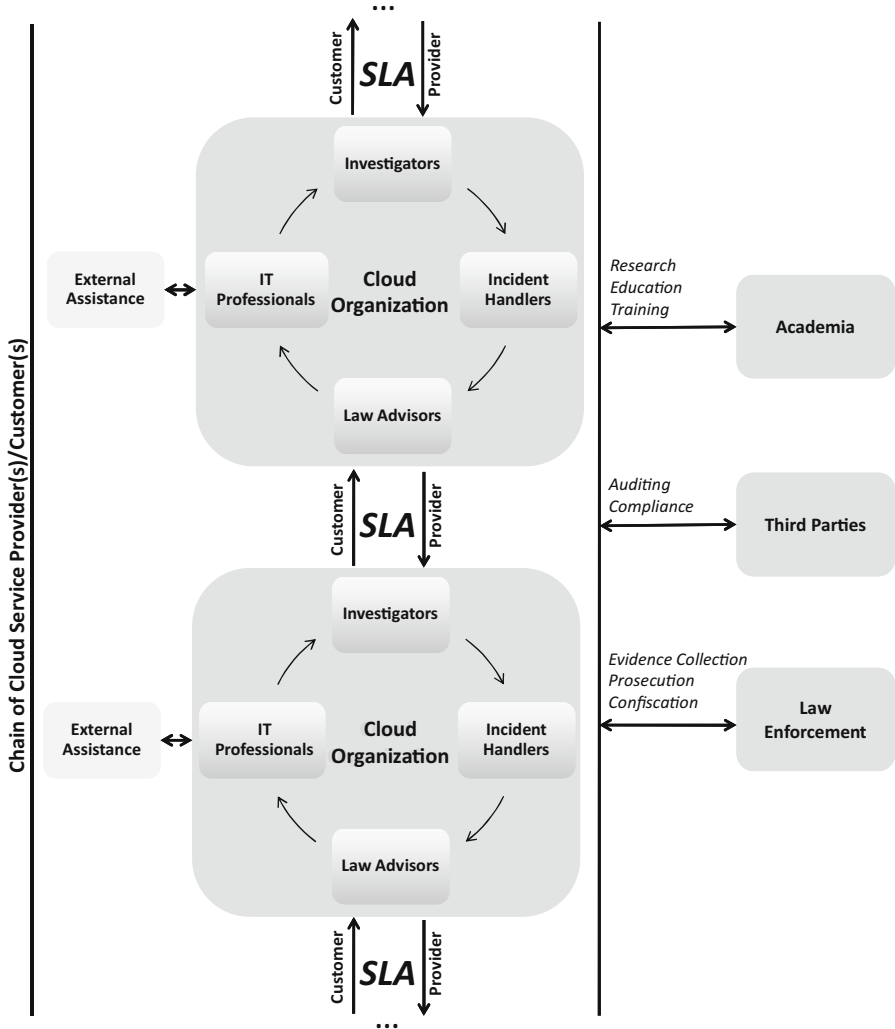 ...
Customer
SLA
Provider
Investigators
External
Assistance
IT
Professionals
Cloud
Organization
Incident
Handlers
Law Advisors
Customer
SLA
Provider
Investigators
External
Assistance
IT
Professionals
Cloud
Organization
Incident
Handlers
Law Advisors
Customer
SLA
Provider
...
Chain of Cloud Service Provider(s)/Customer(s)
Research
Education
Training
Academia
Auditing
Compliance
Third Parties
Evidence Collection
Prosecution
Confiscation
Law
Enforcement